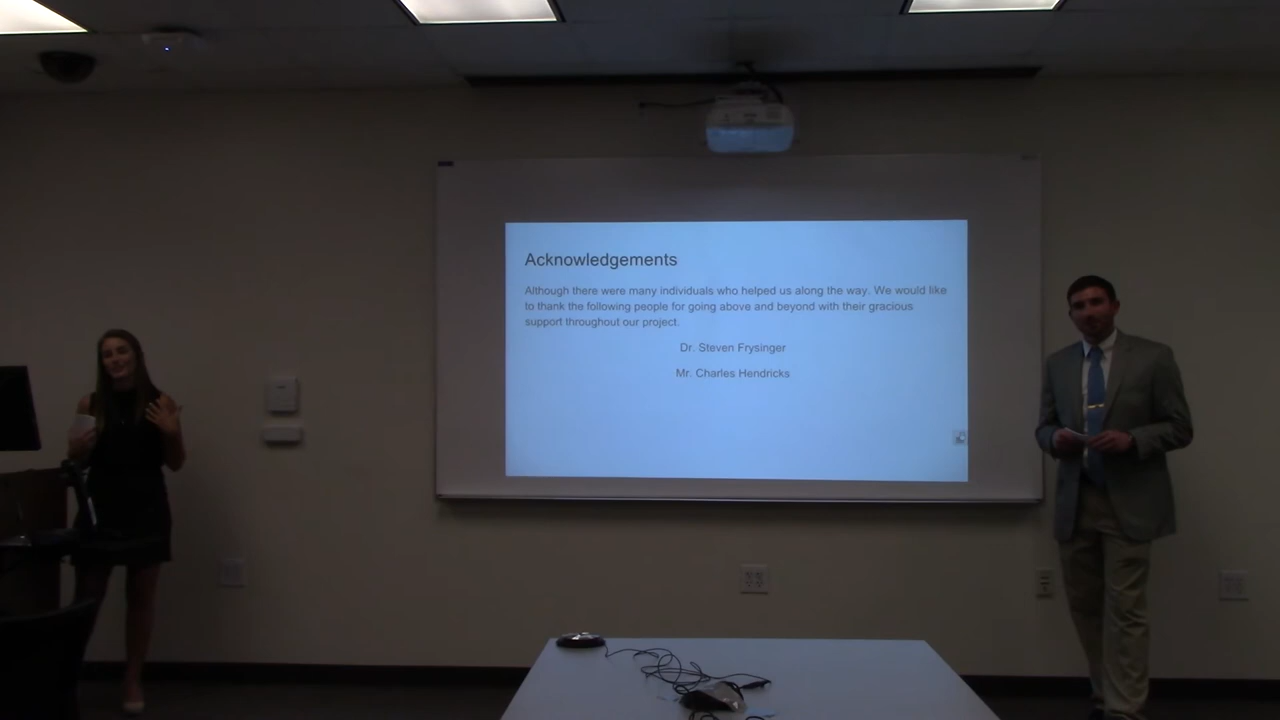 Acknowledgements
Although there were many individuals who helped us along the way. We would like
to thank the following people for going above and beyond with their gracious
support throughout our project.
Dr. Steven Frysinger
Mr. Charles Hendricks